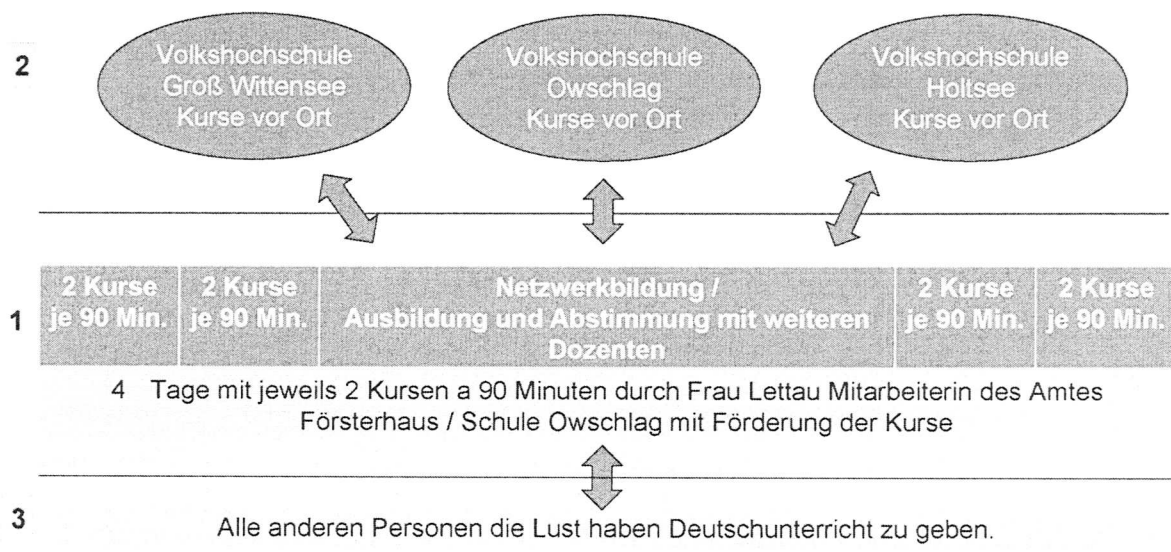 2
Volkshochschule
Groß Wittensee
Kurse vor Ort
Volkshochschule
Owschlag
Kurse vor Ort
Volkshochschule
Holtsee
Kurse vor Ort
1
2 Kurse
je 90 Min.
2 Kurse
je 90 Min.
Netzwerkbildung /
Ausbildung und Abstimmung mit weiteren
Dozenten
2 Kurse
je 90 Min.
2 Kurse
je 90 Min.
4 Tage mit jeweils 2 Kursen a 90 Minuten durch Frau Lettau Mitarbeiterin des Amtes
Försterhaus / Schule Owschlag mit Förderung der Kurse
3
Alle anderen Personen die Lust haben Deutschunterricht zu geben.